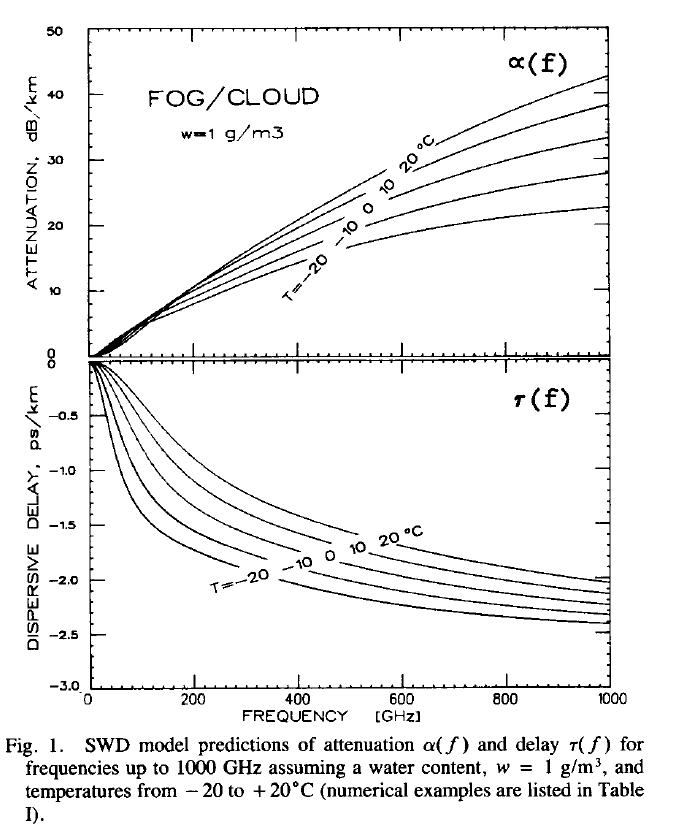 50
40
30
20
10
0
ATTENUATION, dB/km
FOG/CLOUD
w=1 g/m3
∝(f)
T=−20 −10 0 10 20 °C
0
−0.5
−1.0
−1.5
−2.0
−2.5
−3.0
DISPERSIVE DELAY, ps/km
τ(f)
T=−20 −10 0 10 20 °C
0 200 400 600 800 1000
FREQUENCY [GHz]
Fig. 1. SWD model predictions of attenuation α(f) and delay τ(f) for
frequencies up to 1000 GHz assuming a water content, w = 1 g/m³, and
temperatures from −20 to +20°C (numerical examples are listed in Table
I).